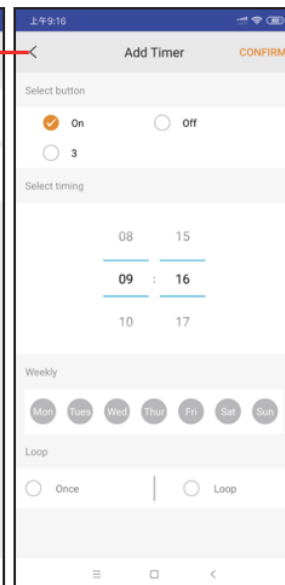 上午9:16
Add Timer CONFIRM
Select button
On Off
3
Select timing
08 15
09 : 16
10 17
Weekly
Mon Tues Wed Thur Fri Sat Sun
Loop
Once Loop